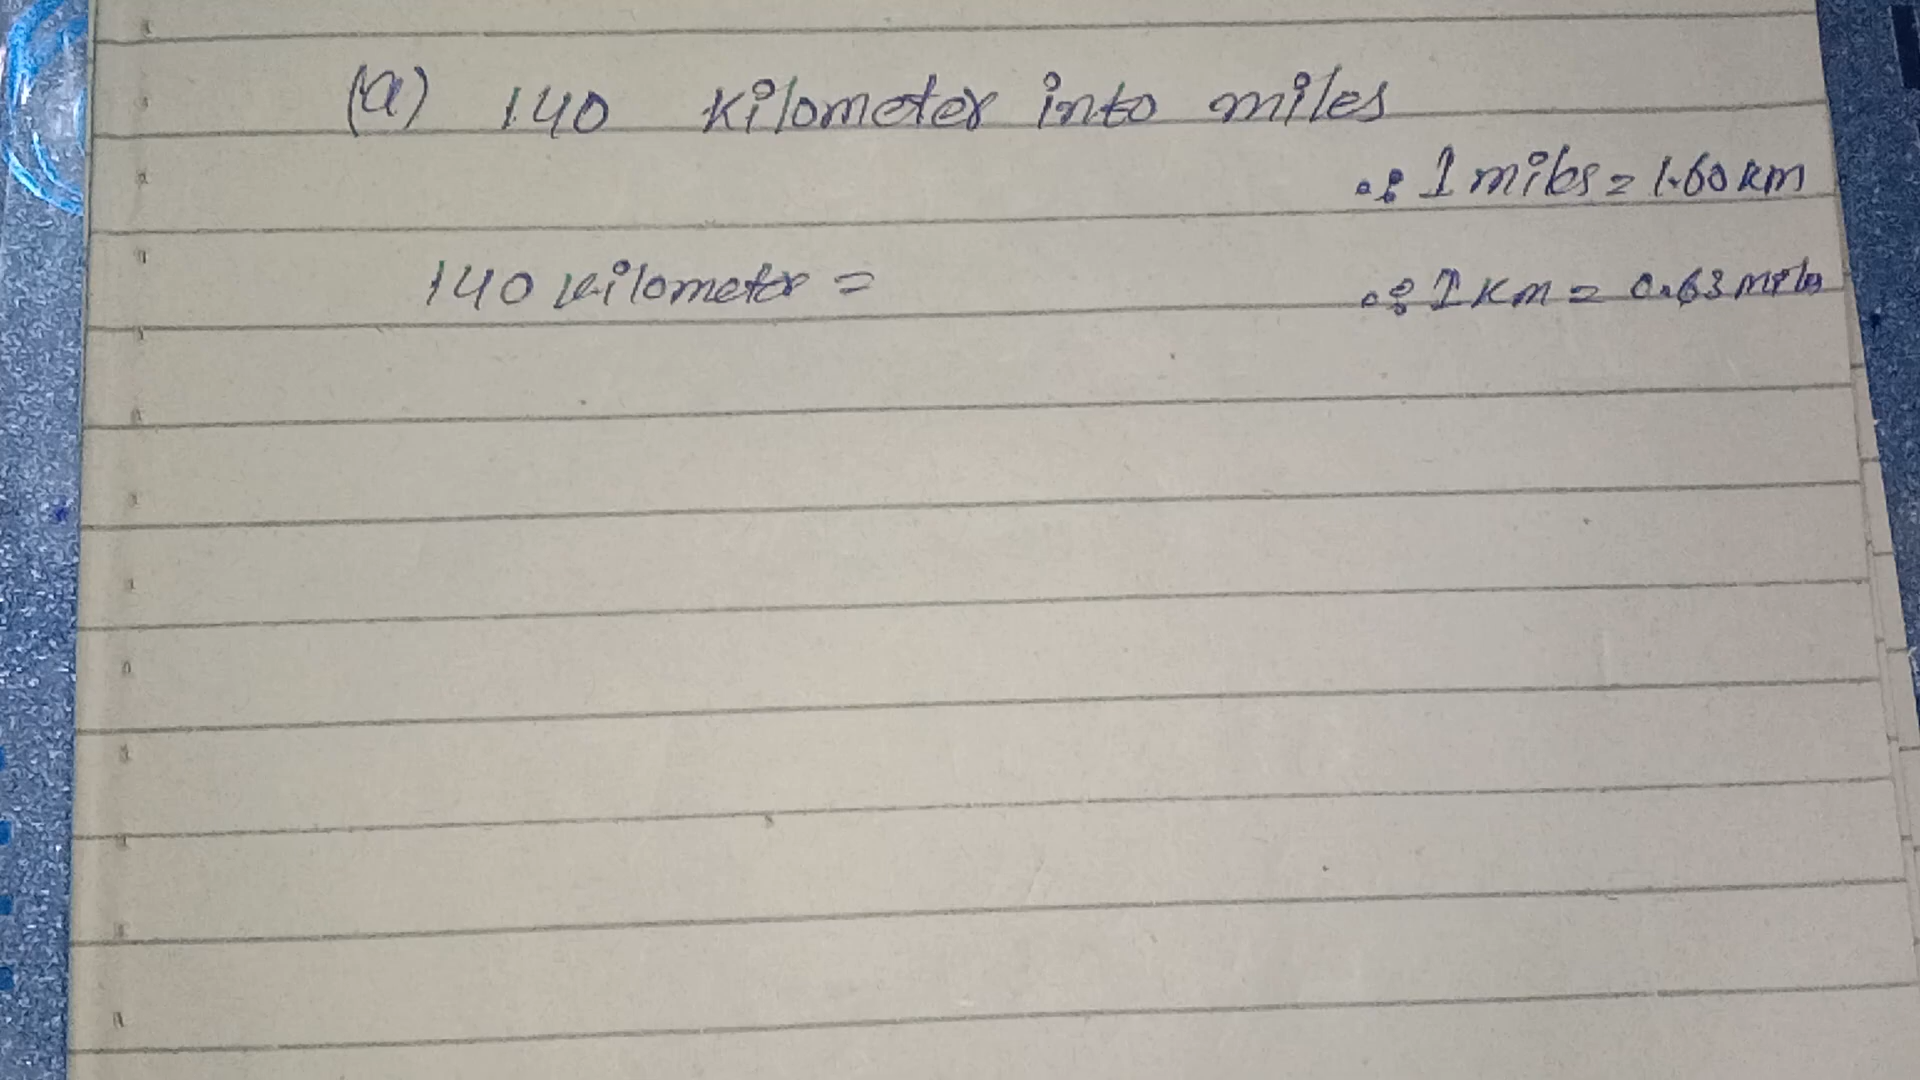 (a) 140 kilometer into miles
∴ 1 miles = 1.60 km
140 kilometer =
∴ 1 km = 0.63 miles